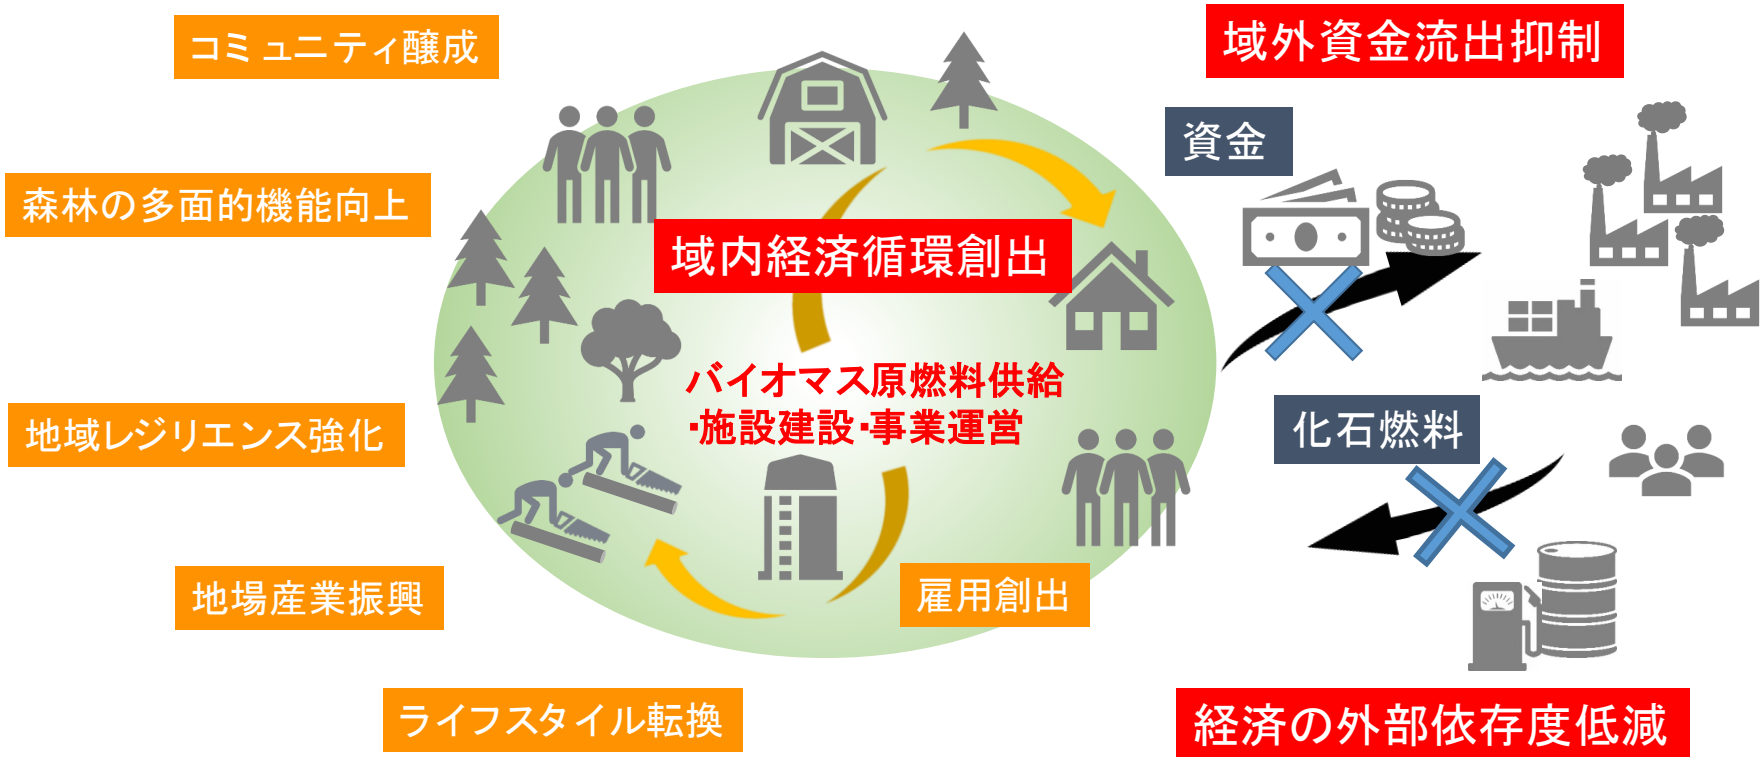 コミュニティ醸成
域外資金流出抑制
資金
森林の多面的機能向上
域内経済循環創出
バイオマス原燃料供給
・施設建設・事業運営
化石燃料
地域レジリエンス強化
地場産業振興
雇用創出
ライフスタイル転換
経済の外部依存度低減